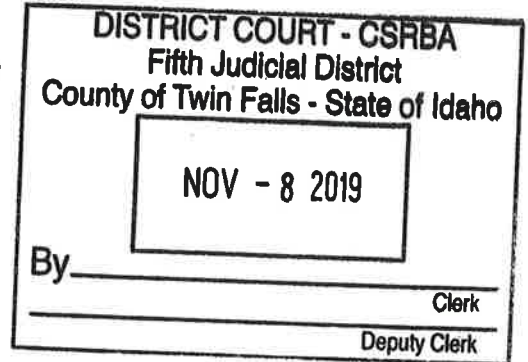 DISTRICT COURT - CSRBA
Fifth Judicial District
County of Twin Falls - State of Idaho
NOV - 8 2019
By
Clerk
Deputy Clerk